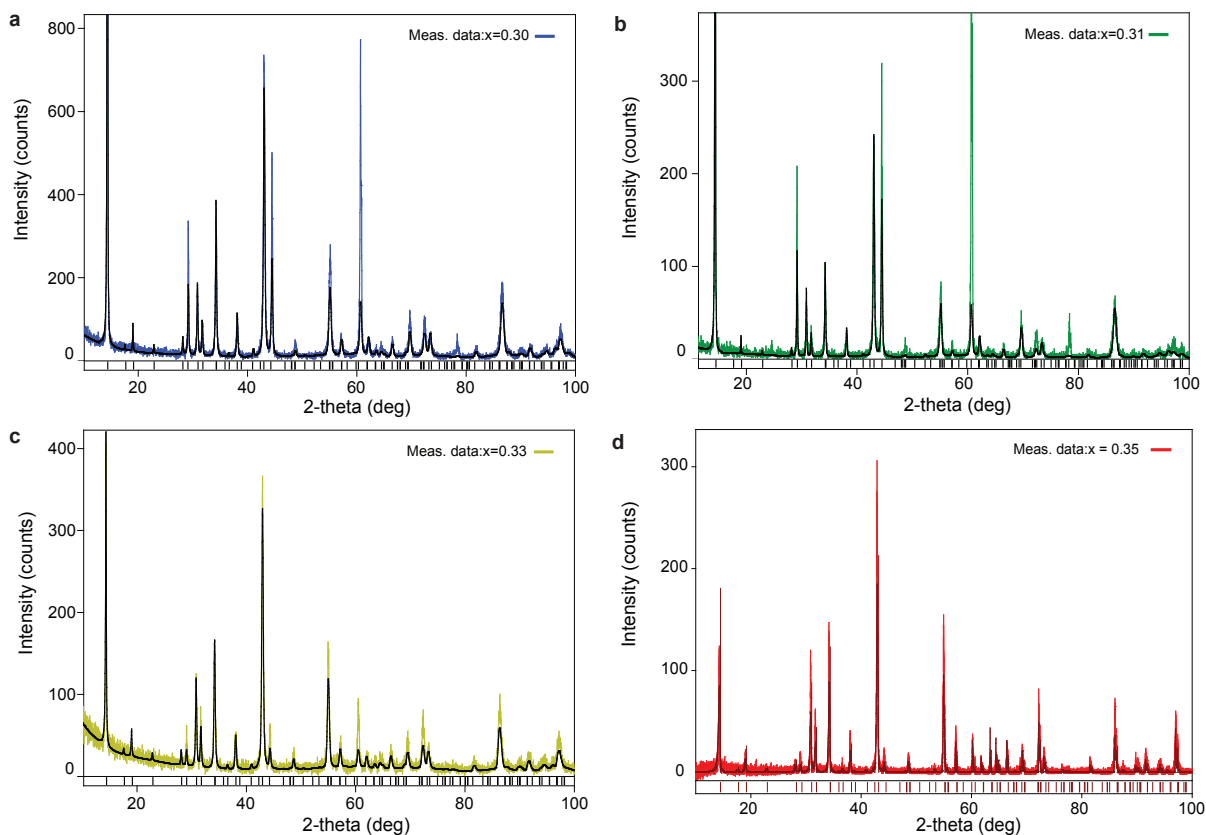 a
Meas. data:x=0.30
800
600
400
200
0
Intensity (counts)
20 40 60 80 100
2-theta (deg)
b
Meas. data:x=0.31
300
200
100
0
Intensity (counts)
20 40 60 80 100
2-theta (deg)
c
Meas. data:x=0.33
400
300
200
100
0
Intensity (counts)
20 40 60 80 100
2-theta (deg)
d
Meas. data:x = 0.35
300
200
100
0
Intensity (counts)
20 40 60 80 100
2-theta (deg)